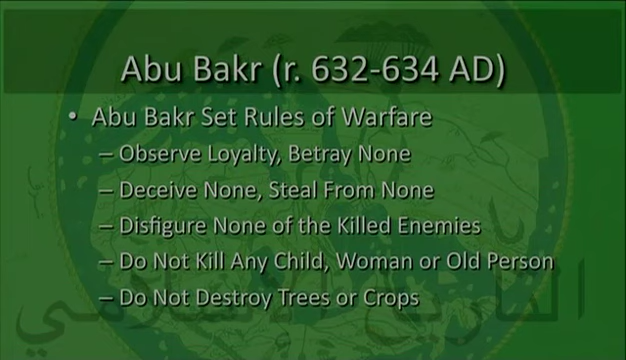 Abu Bakr (r. 632-634 AD)
• Abu Bakr Set Rules of Warfare
– Observe Loyalty, Betray None
– Deceive None, Steal From None
– Disfigure None of the Killed Enemies
– Do Not Kill Any Child, Woman or Old Person
– Do Not Destroy Trees or Crops
التاريخ الإسلامي